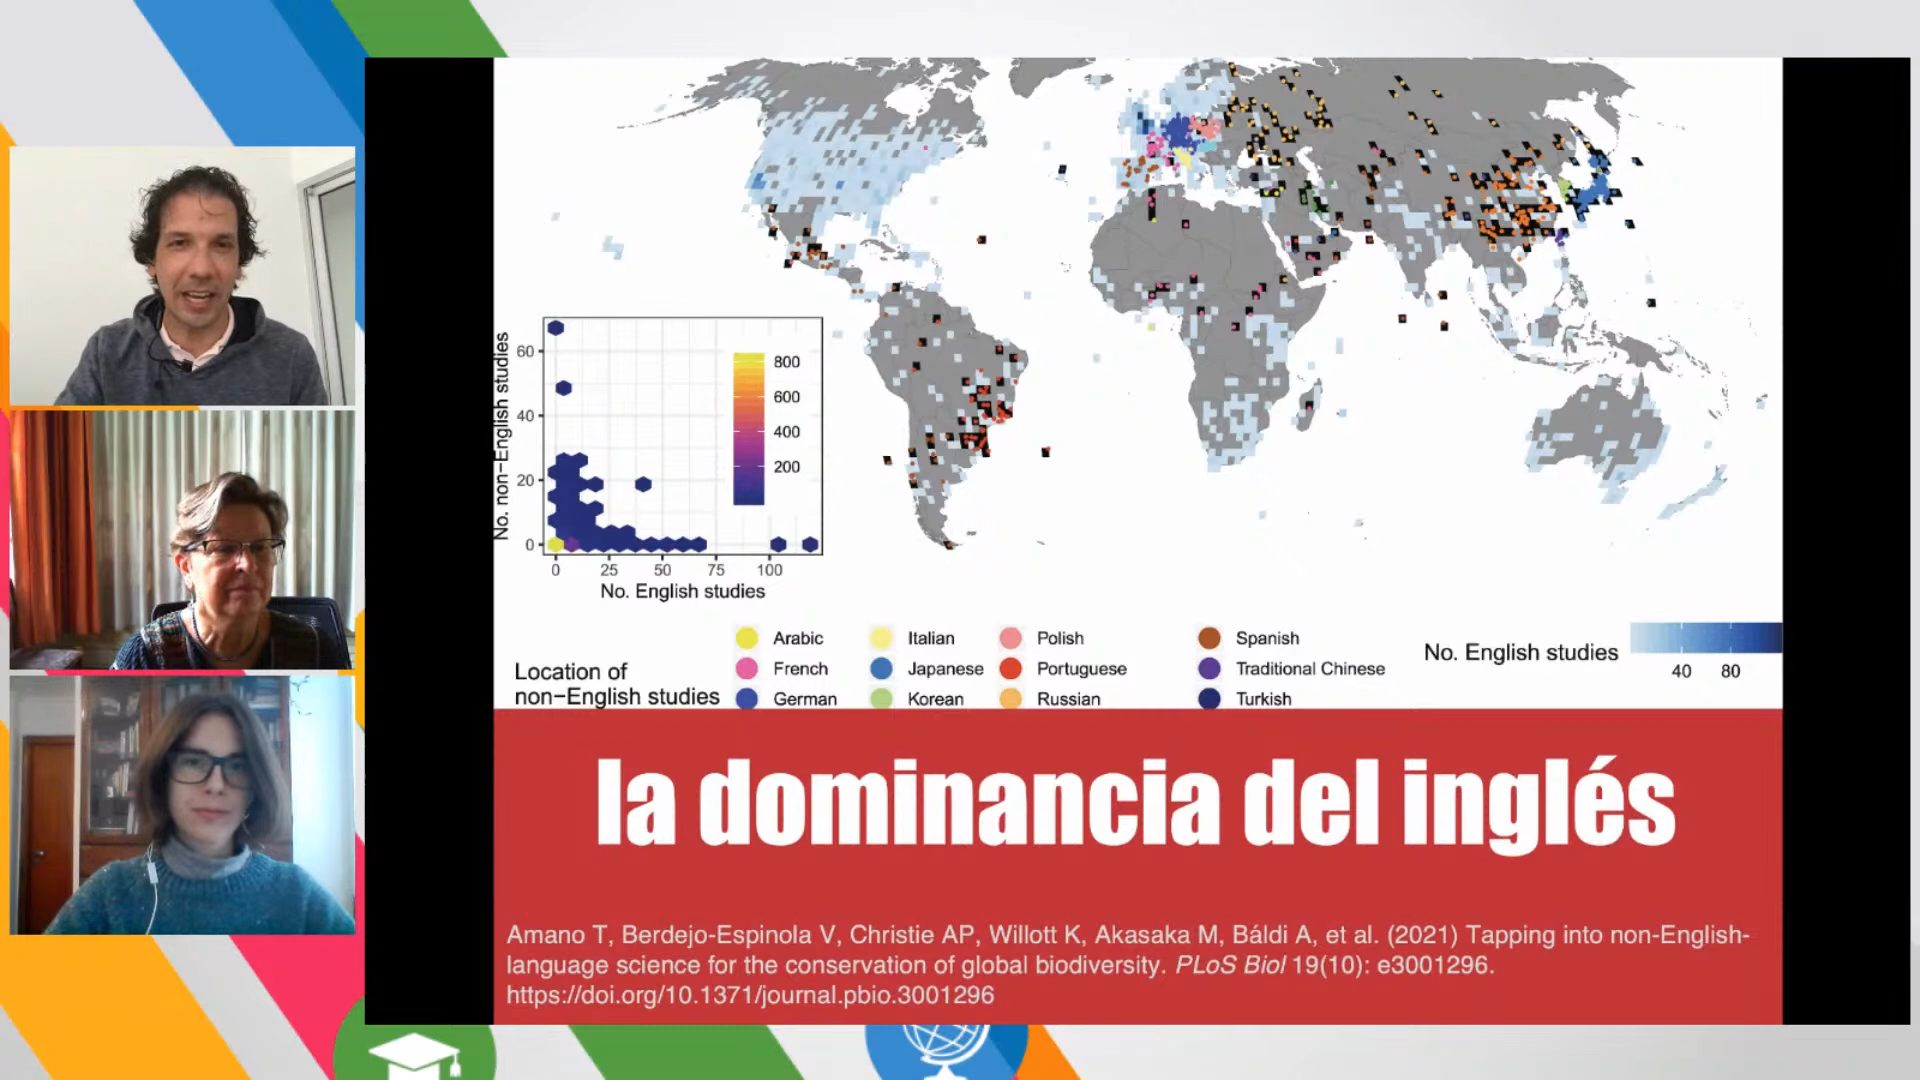 No. non-English studies
60
40
20
0
0 25 50 75 100
No. English studies
800
600
400
200
Location of
non-English studies
Arabic
French
German
Italian
Japanese
Korean
Polish
Portuguese
Russian
Spanish
Traditional Chinese
Turkish
No. English studies
40 80
la dominancia del inglés
Amano T, Berdejo-Espinola V, Christie AP, Willott K, Akasaka M, Báldi A, et al. (2021) Tapping into non-English-
language science for the conservation of global biodiversity. PLoS Biol 19(10): e3001296.
https://doi.org/10.1371/journal.pbio.3001296